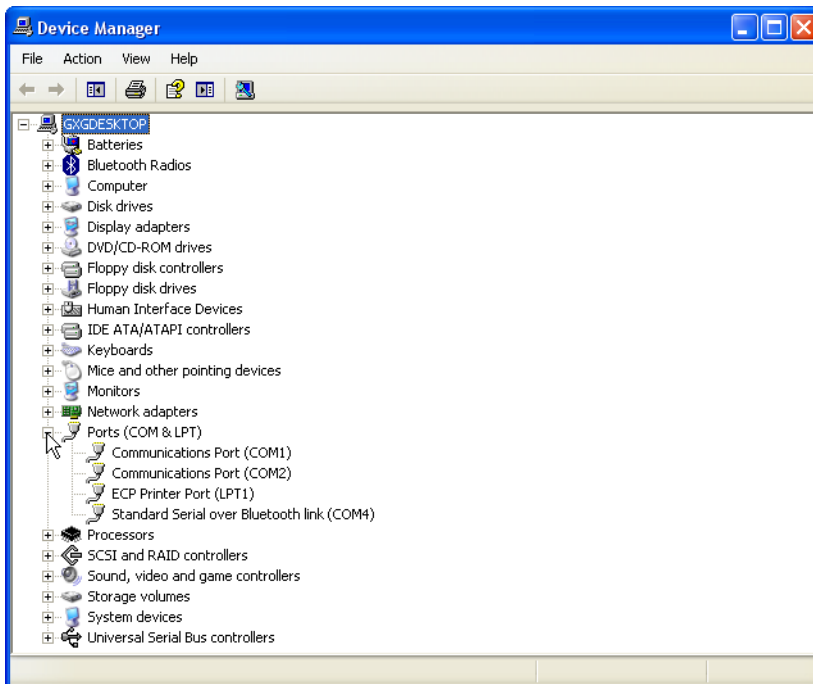 Device Manager
File Action View Help
GXGDESKTOP
Batteries
Bluetooth Radios
Computer
Disk drives
Display adapters
DVD/CD-ROM drives
Floppy disk controllers
Floppy disk drives
Human Interface Devices
IDE ATA/ATAPI controllers
Keyboards
Mice and other pointing devices
Monitors
Network adapters
Ports (COM & LPT)
Communications Port (COM1)
Communications Port (COM2)
ECP Printer Port (LPT1)
Standard Serial over Bluetooth link (COM4)
Processors
SCSI and RAID controllers
Sound, video and game controllers
Storage volumes
System devices
Universal Serial Bus controllers